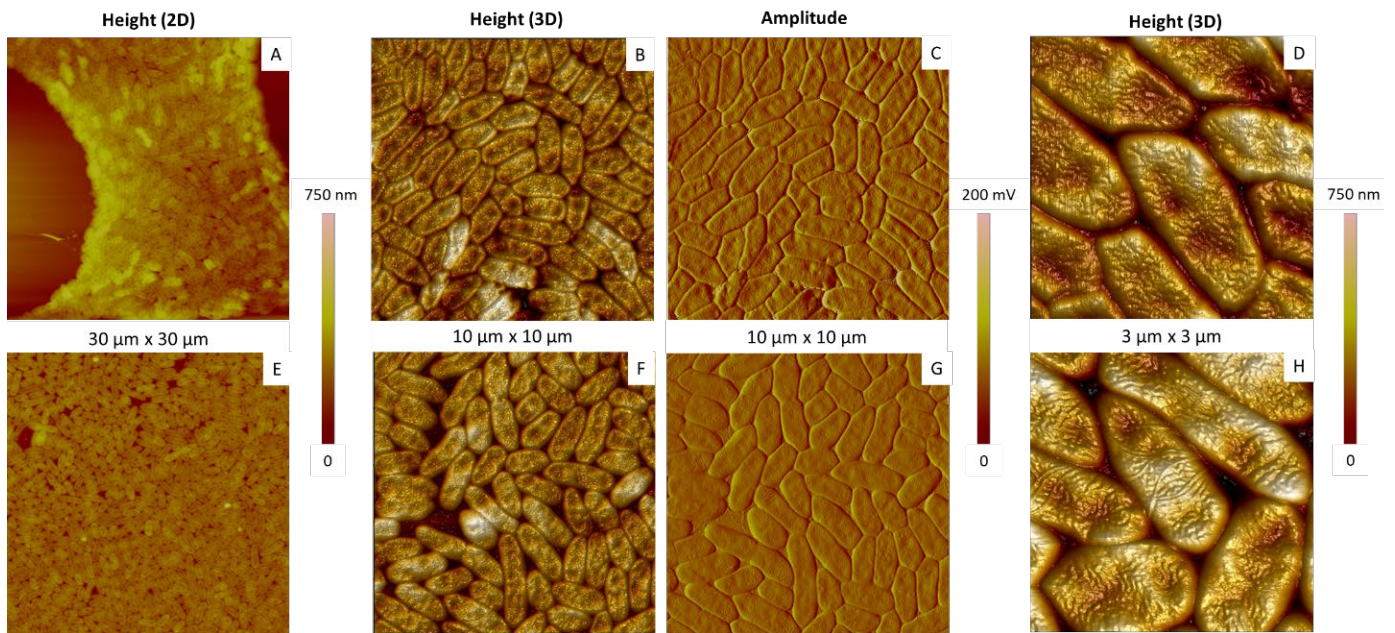 Height (2D)
Height (3D)
Amplitude
Height (3D)
A
B
C
D
750 nm
0
200 mV
0
750 nm
0
30 µm x 30 µm
10 µm x 10 µm
10 µm x 10 µm
3 µm x 3 µm
E
F
G
H